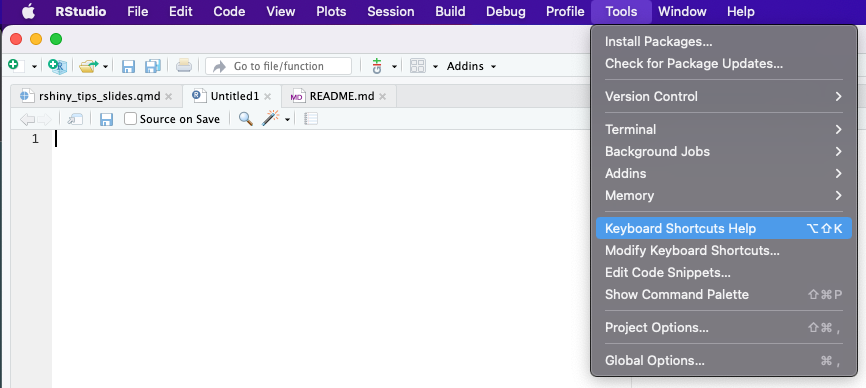 RStudio File Edit Code View Plots Session Build Debug Profile Tools Window Help
Go to file/function Addins
rshiny_tips_slides.qmd Untitled1 README.md
Source on Save
1
Install Packages...
Check for Package Updates...
Version Control
Terminal
Background Jobs
Addins
Memory
Keyboard Shortcuts Help ⌥⇧K
Modify Keyboard Shortcuts...
Edit Code Snippets...
Show Command Palette ⇧⌘P
Project Options... ⇧⌘,
Global Options... ⌘,